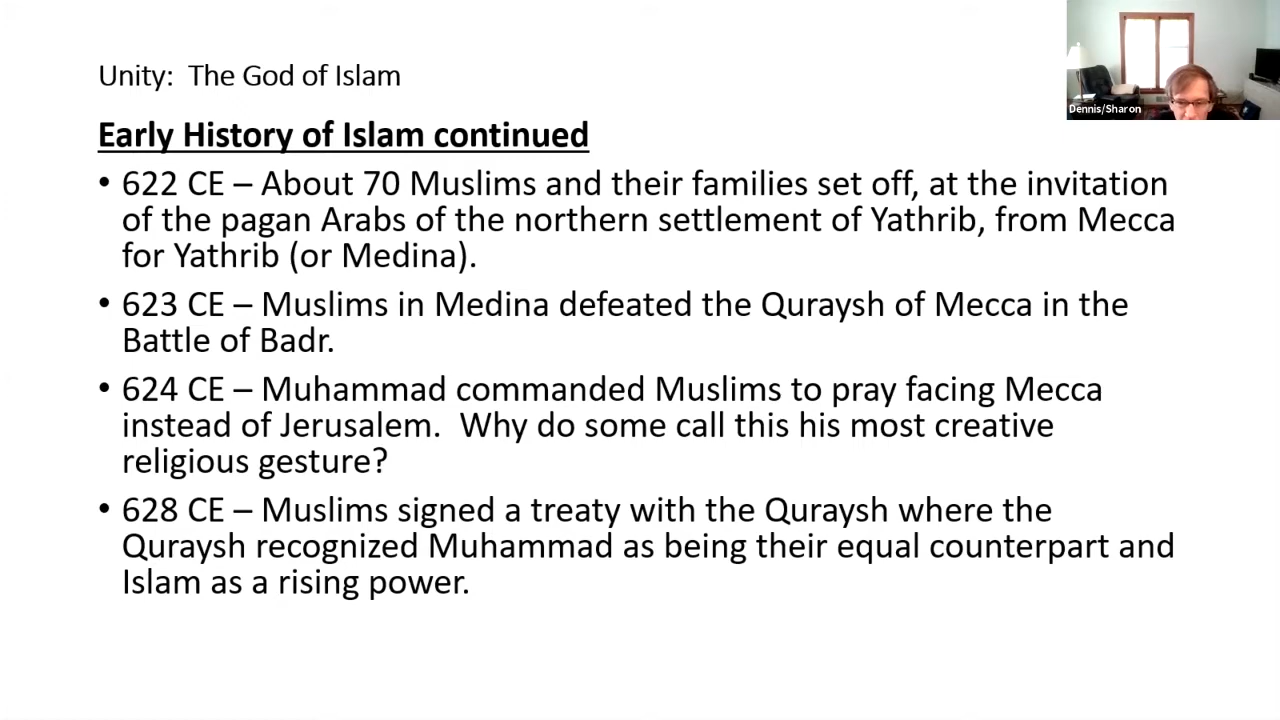 Unity:  The God of Islam
Dennis/Sharon
Early History of Islam continued
• 622 CE – About 70 Muslims and their families set off, at the invitation
of the pagan Arabs of the northern settlement of Yathrib, from Mecca
for Yathrib (or Medina).
• 623 CE – Muslims in Medina defeated the Quraysh of Mecca in the
Battle of Badr.
• 624 CE – Muhammad commanded Muslims to pray facing Mecca
instead of Jerusalem.  Why do some call this his most creative
religious gesture?
• 628 CE – Muslims signed a treaty with the Quraysh where the
Quraysh recognized Muhammad as being their equal counterpart and
Islam as a rising power.